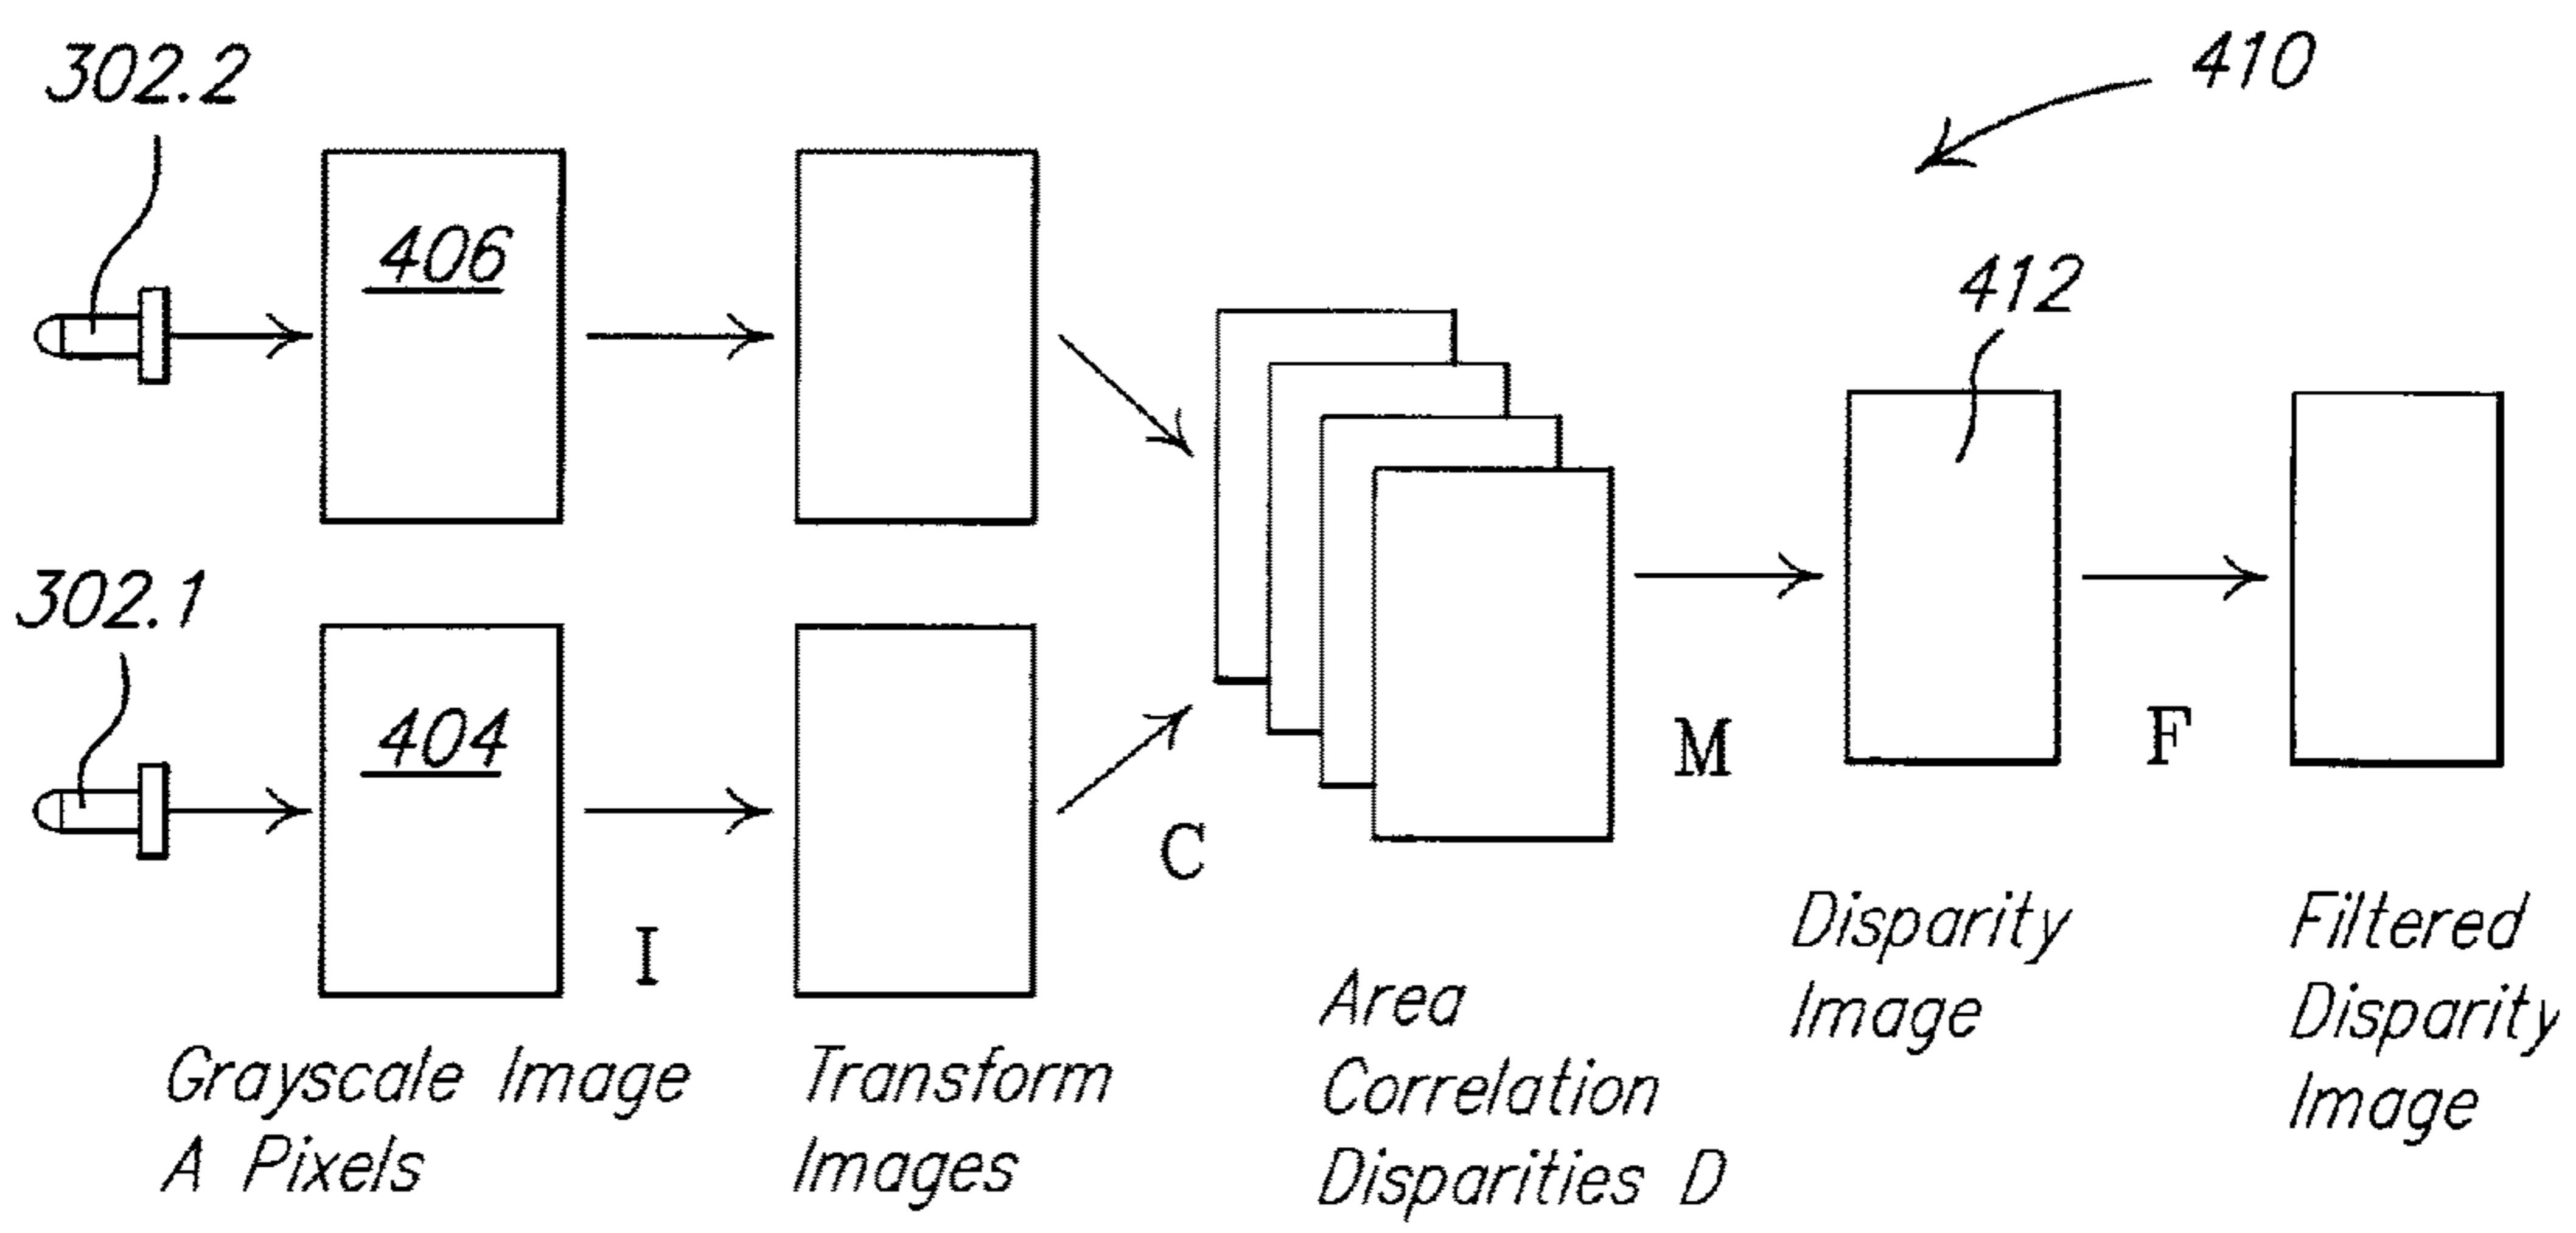 302.2
410
406
412
302.1
404
M
F
C
I
Disparity
Image
Filtered
Disparity
Image
Area
Correlation
Disparities D
Grayscale Image
A Pixels
Transform
Images